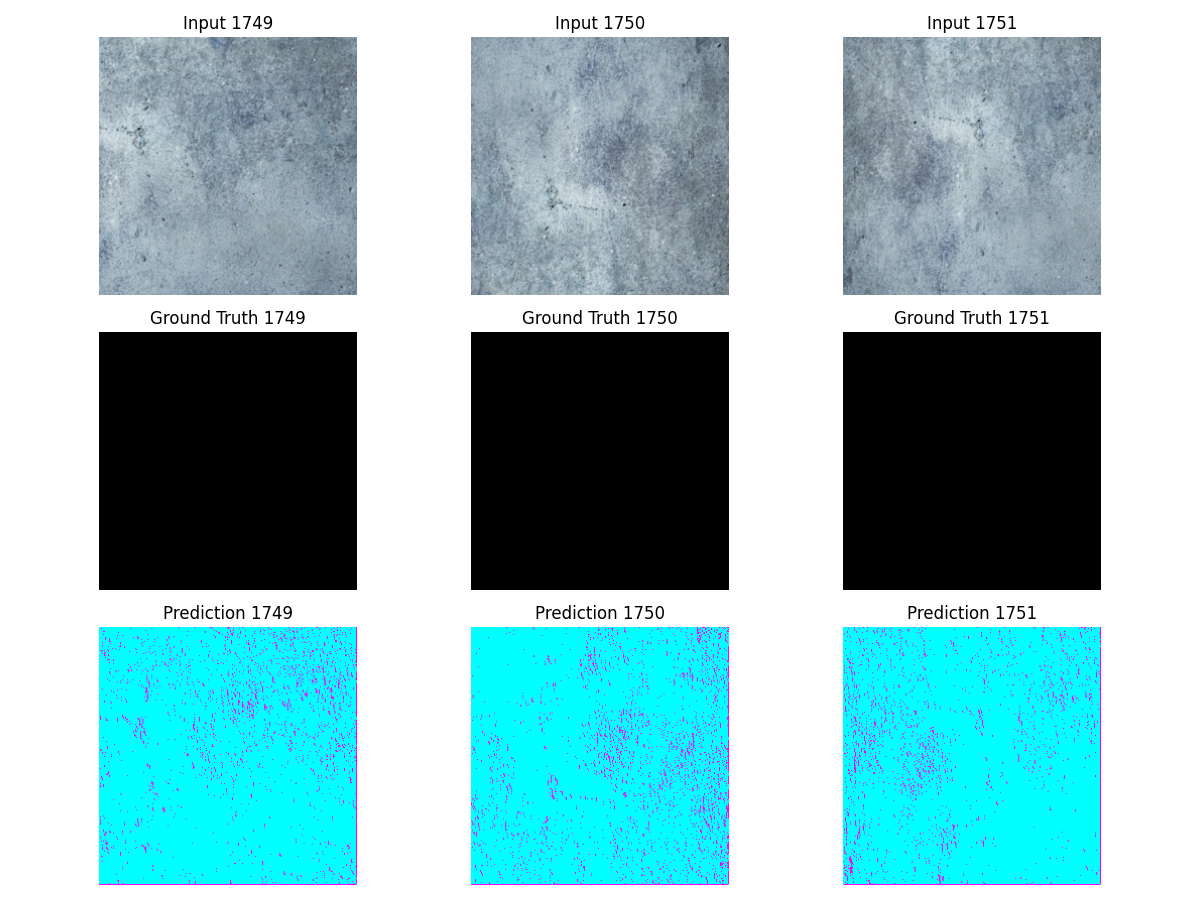 Input 1749
Input 1750
Input 1751
Ground Truth 1749
Ground Truth 1750
Ground Truth 1751
Prediction 1749
Prediction 1750
Prediction 1751